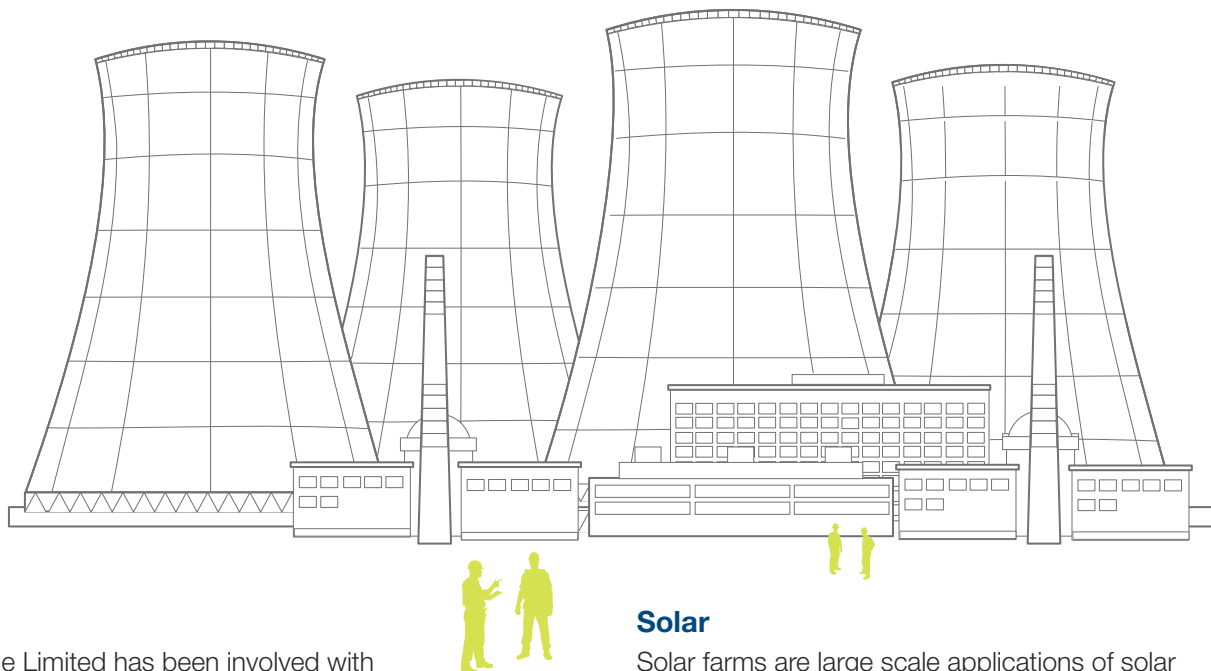 e Limited has been involved with
Solar
Solar farms are large scale applications of solar